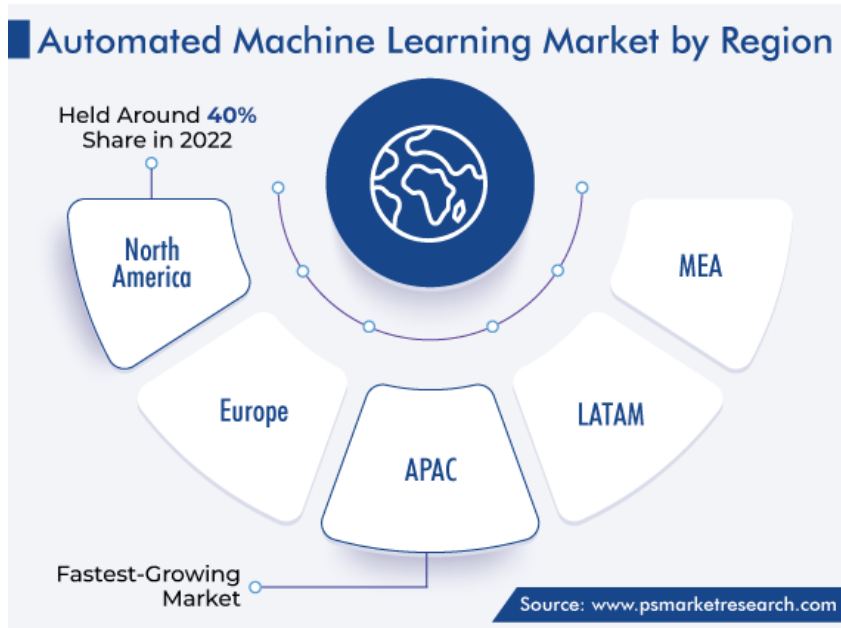 Automated Machine Learning Market by Region
Held Around 40%
Share in 2022
North
America
Europe
APAC
LATAM
MEA
Fastest-Growing
Market
Source: www.psmarketresearch.com